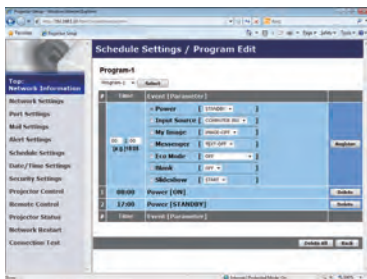 Schedule Settings / Program Edit
Top:
Network Information
Network Settings
Port Settings
Mail Settings
Alert Settings
Schedule Settings
Date/Time Settings
Security Settings
Projector Control
Remote Control
Projector Status
Network Restart
Connection Test
Program-1
Program-1 Select
# Time Event [Parameter]
Power [ STANDBY ]
Input Source [ COMPUTER IN1 ]
My Image [ IMAGE-OFF ]
Messenger [ TEXT-OFF ]
Eco Mode [ OFF ]
Blank [ OFF ]
Slideshow [ START ]
Register
1 08:00 Power [ON] Delete
2 17:00 Power [STANDBY] Delete
# Time Event [Parameter]
Delete All Back